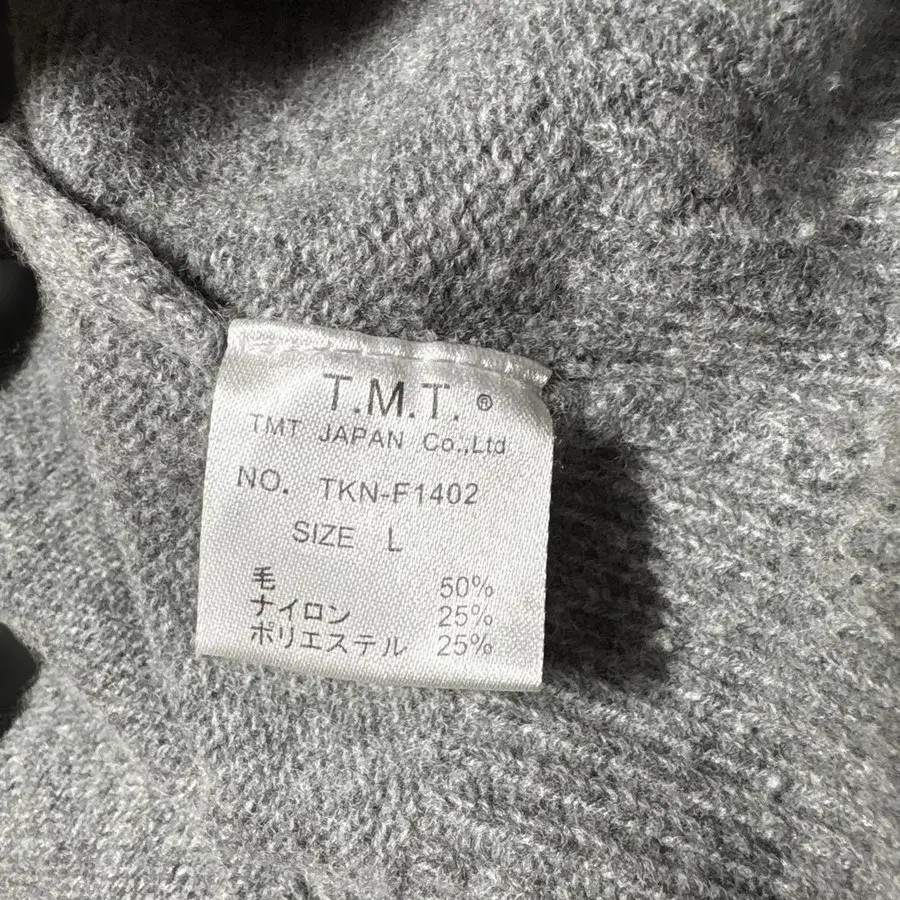 T.M.T.®
TMT JAPAN Co.,Ltd
NO. TKN-F1402
SIZE L
毛 50%
ナイロン 25%
ポリエステル 25%